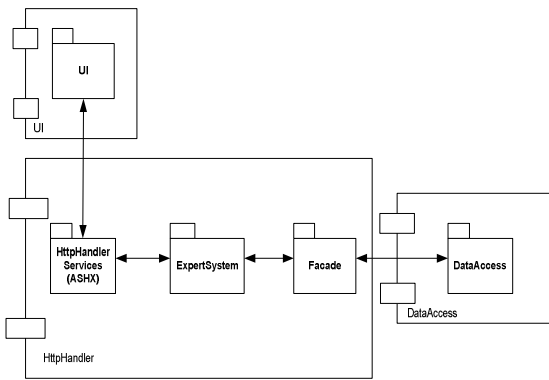 UI
UI
HttpHandler
Services
(ASHX)
ExpertSystem
Facade
DataAccess
DataAccess
HttpHandler